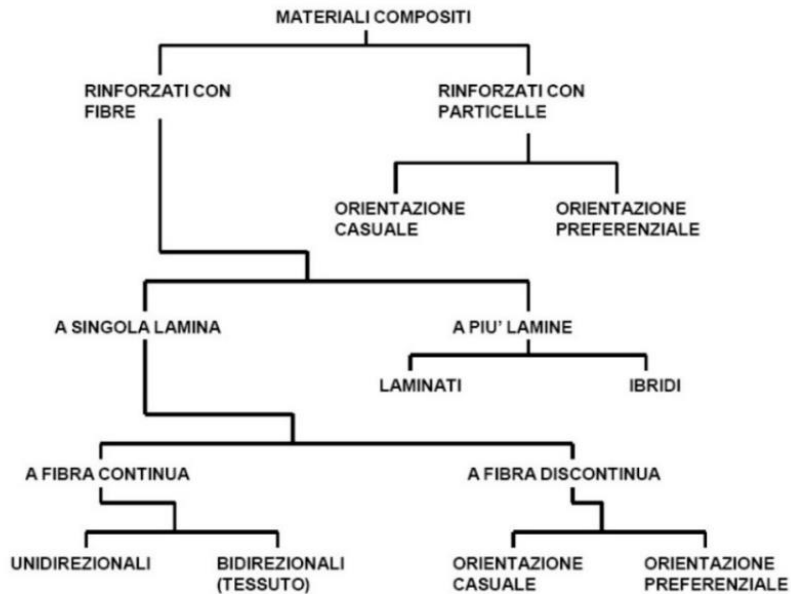 MATERIALI COMPOSITI
RINFORZATI CON
FIBRE
RINFORZATI CON
PARTICELLE
ORIENTAZIONE
CASUALE
ORIENTAZIONE
PREFERENZIALE
A SINGOLA LAMINA
A PIU' LAMINE
LAMINATI
IBRIDI
A FIBRA CONTINUA
A FIBRA DISCONTINUA
UNIDIREZIONALI
BIDIREZIONALI
(TESSUTO)
ORIENTAZIONE
CASUALE
ORIENTAZIONE
PREFERENZIALE